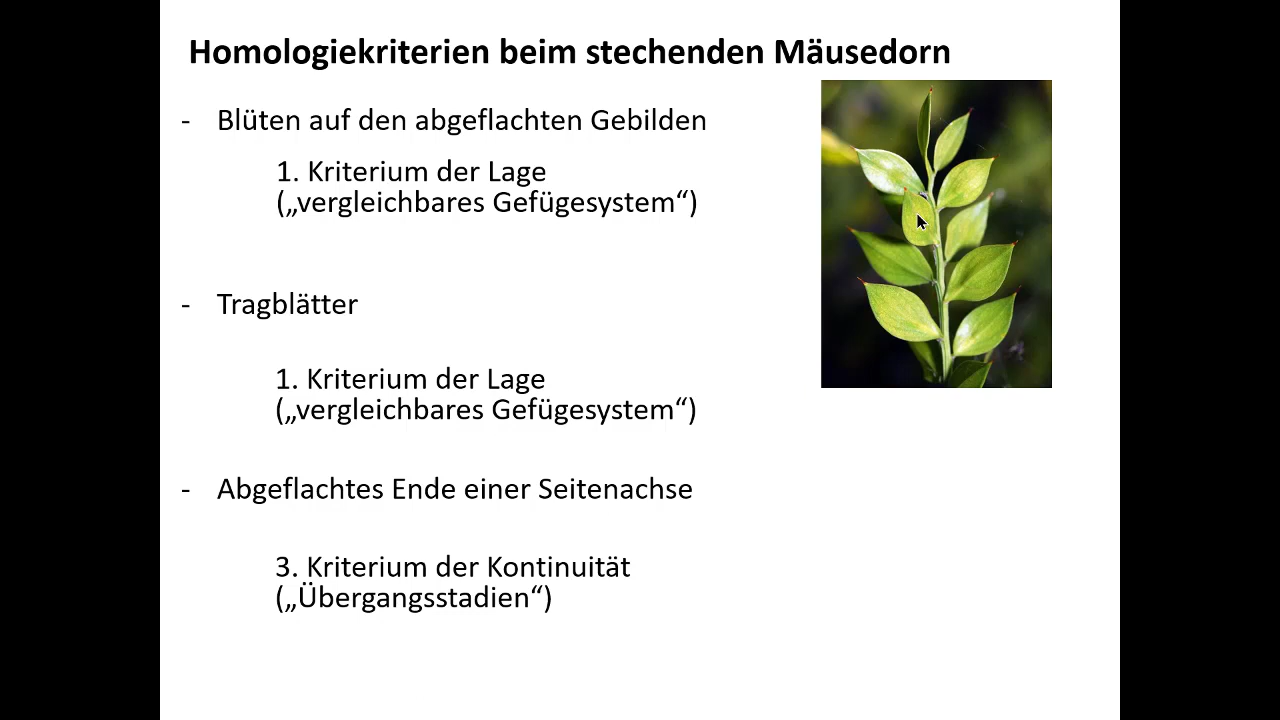 Homologiekriterien beim stechenden Mäusedorn
- Blüten auf den abgeflachten Gebilden
1. Kriterium der Lage
(„vergleichbares Gefügesystem“)
- Tragblätter
1. Kriterium der Lage
(„vergleichbares Gefügesystem“)
- Abgeflachtes Ende einer Seitenachse
3. Kriterium der Kontinuität
(„Übergangsstadien“)